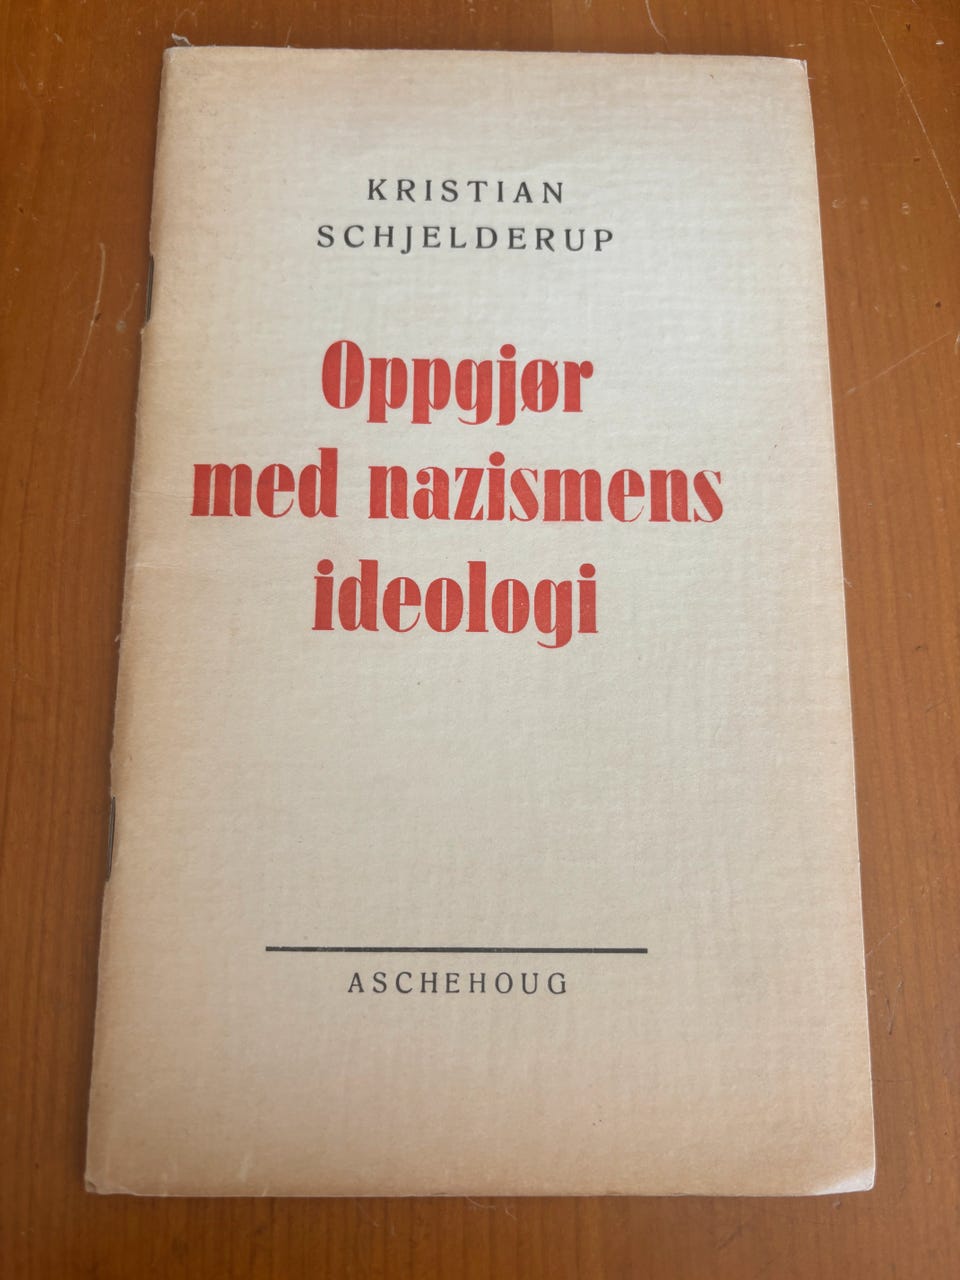 KRISTIAN
SCHJELDERUP
Oppgjør
med nazismens
ideologi
ASCHEHOUG